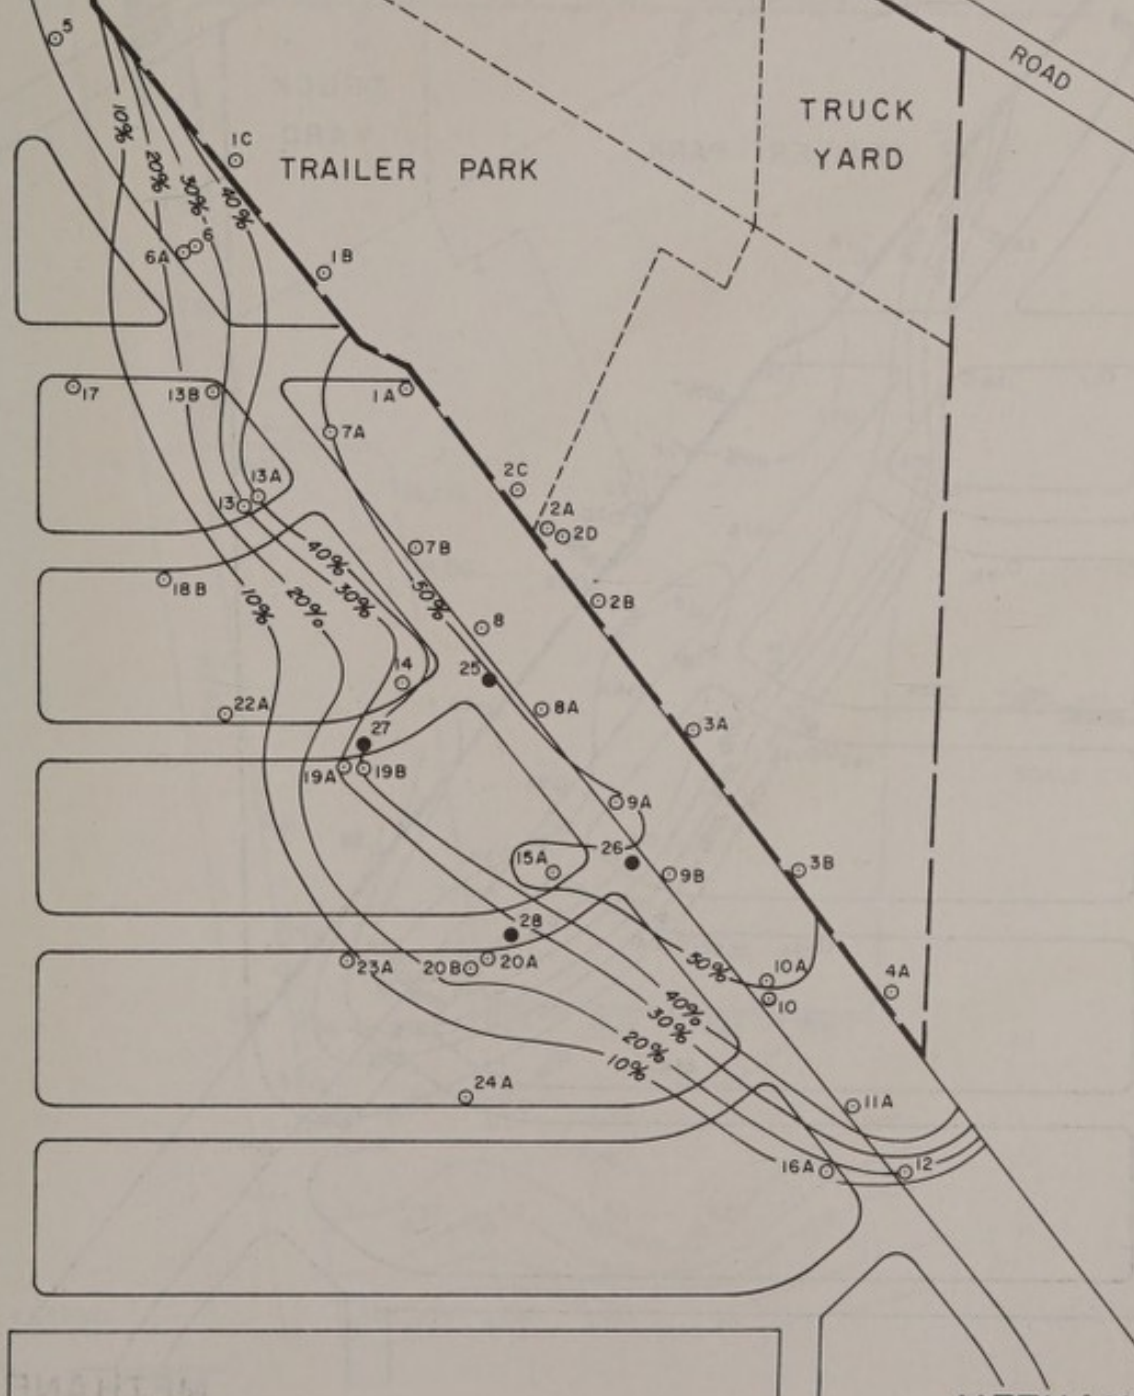 5
ROAD
TRUCK
YARD
10%
1C
TRAILER PARK
20%
30%
40%
6
6A
1B
17
13B
1A
7A
13A
13
2C
2A
2D
7B
40%
30%
20%
10%
18B
50%
2B
8
14
25
22A
8A
27
3A
19A
19B
9A
26
15A
9B
3B
28
23A
20B
20A
50%
10A
10
4A
40%
30%
20%
10%
24A
11A
16A
12